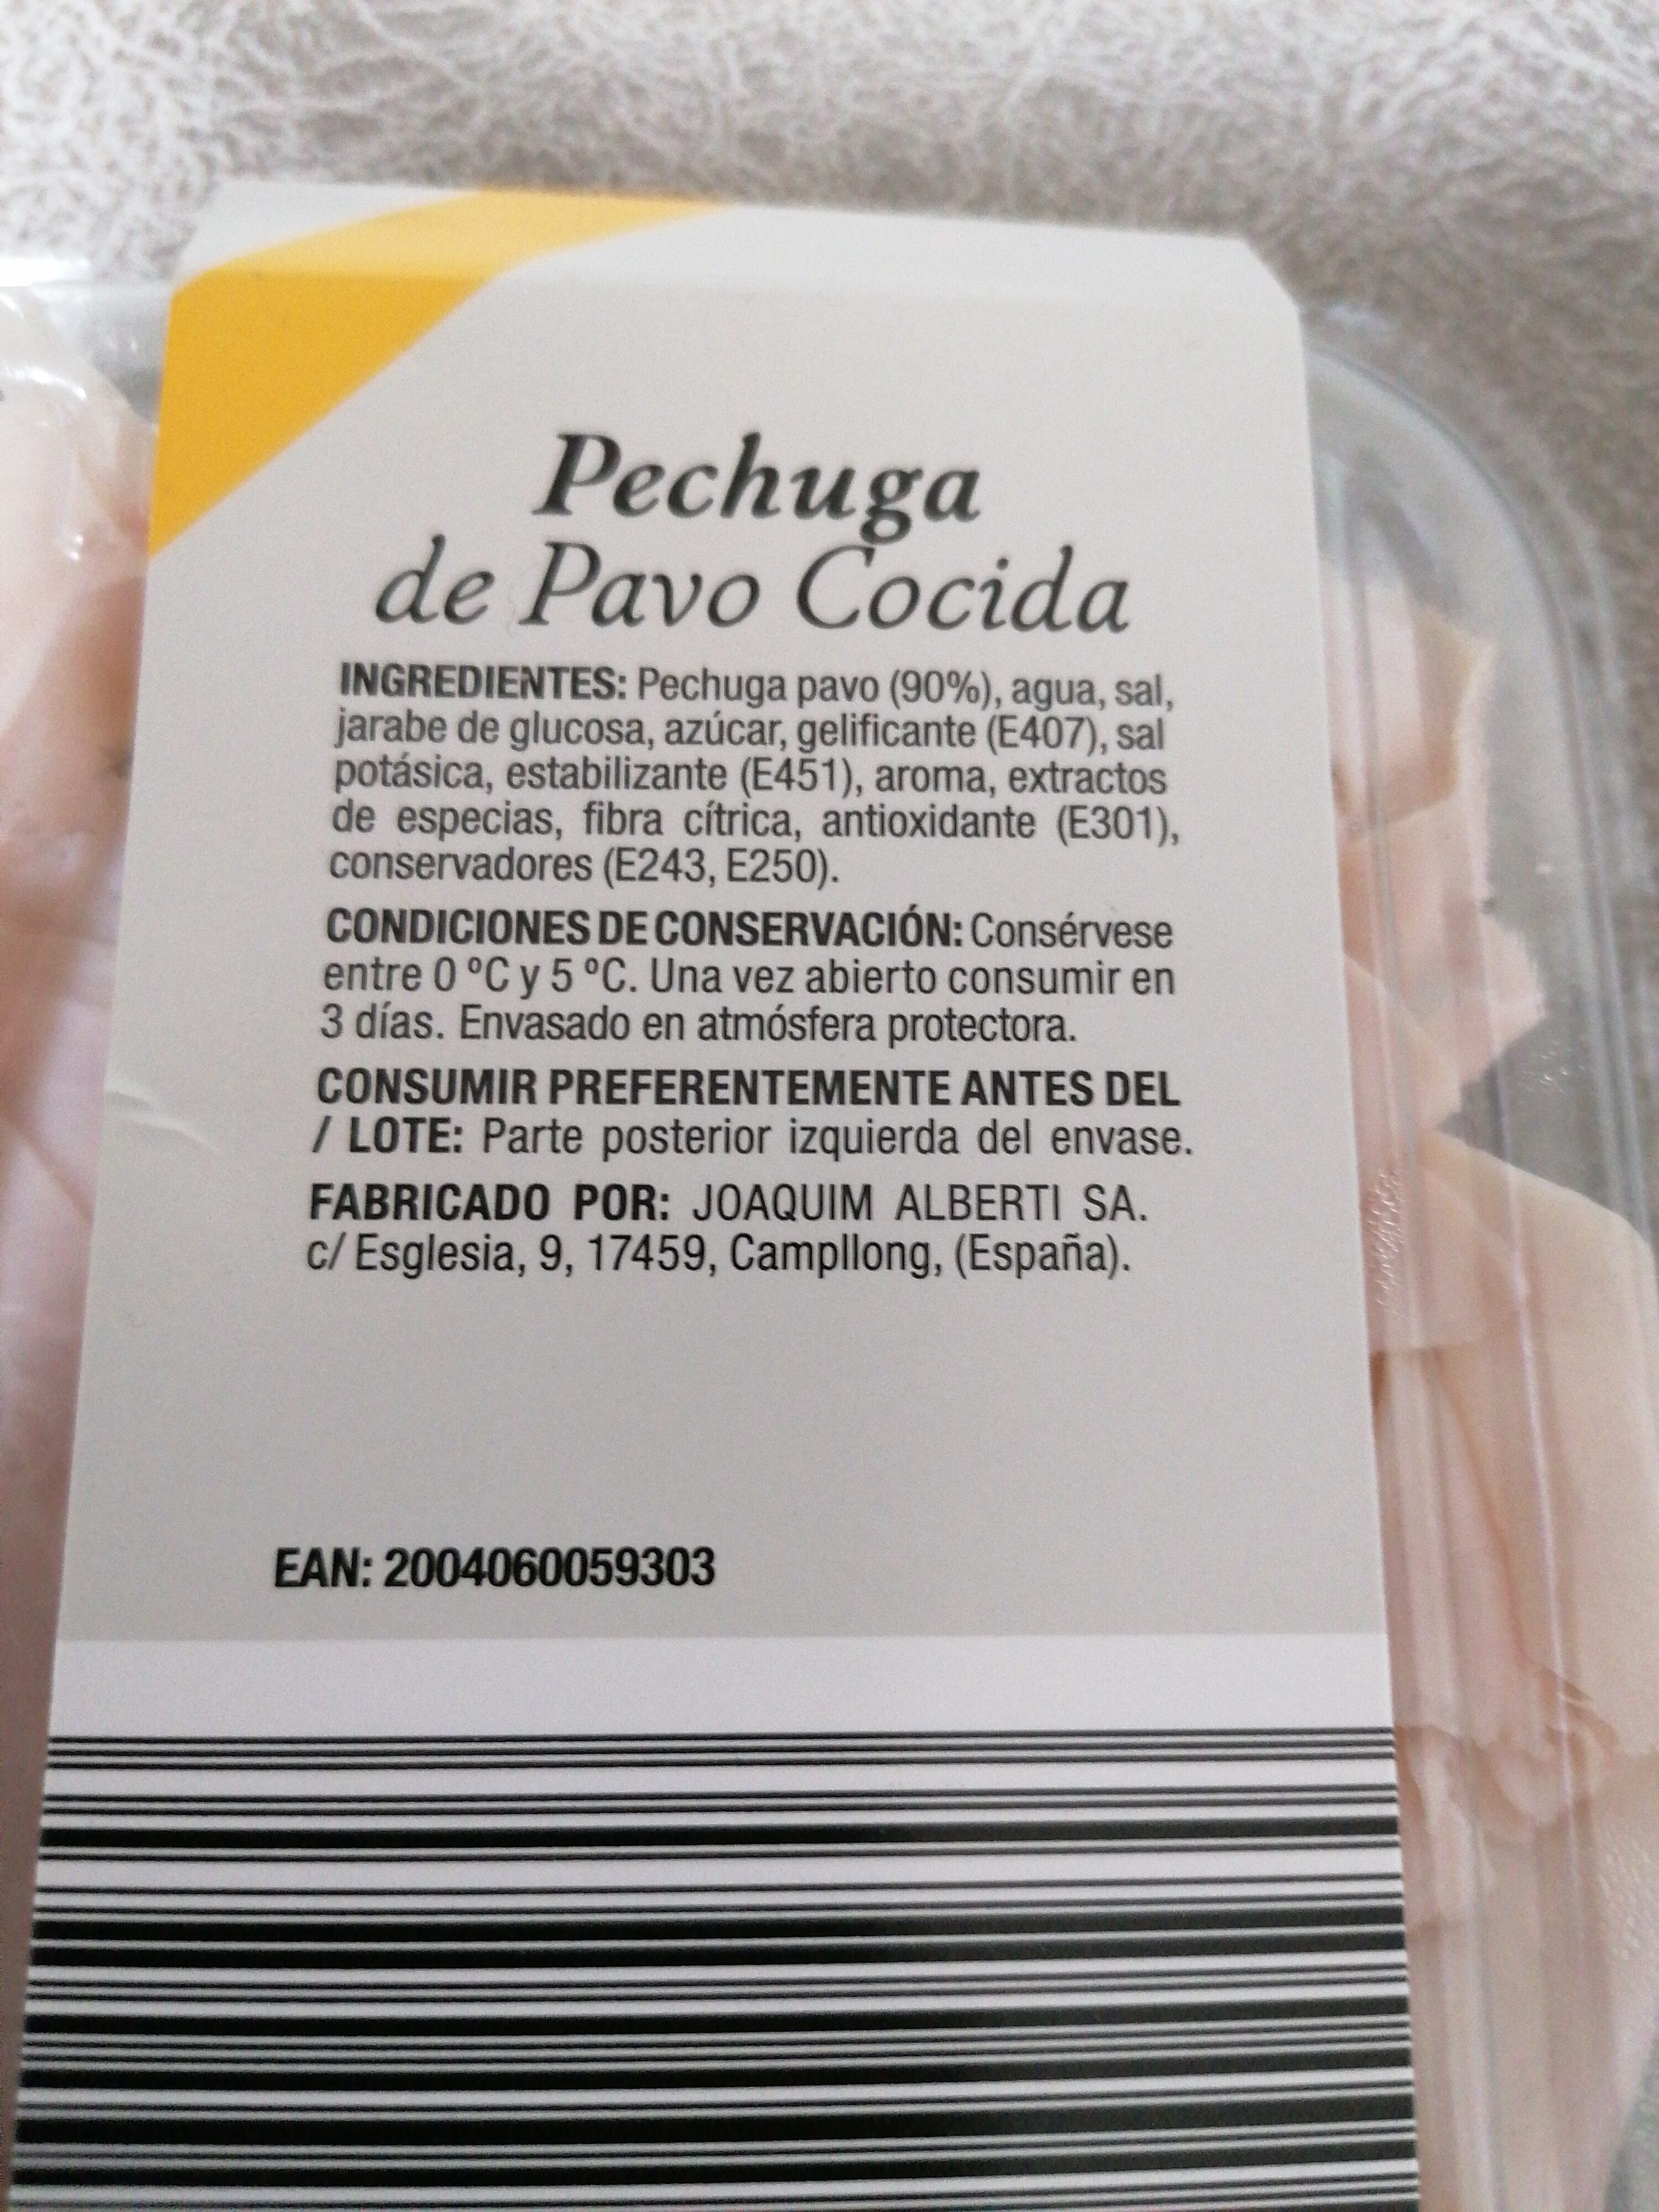 Pechuga
de Pavo Cocida
INGREDIENTES: Pechuga pavo (90%), agua, sal,
jarabe de glucosa, azúcar, gelificante (E407), sal
potásica, estabilizante (E451), aroma, extractos
de especias, fibra cítrica, antioxidante (E301),
conservadores (E243, E250).
CONDICIONES DE CONSERVACIÓN: Consérvese
entre 0 ºC y 5 ºC. Una vez abierto consumir en
3 días. Envasado en atmósfera protectora.
CONSUMIR PREFERENTEMENTE ANTES DEL
/ LOTE: Parte posterior izquierda del envase.
FABRICADO POR: JOAQUIM ALBERTI SA.
c/ Esglesia, 9, 17459, Campllong, (España).
EAN: 2004060059303